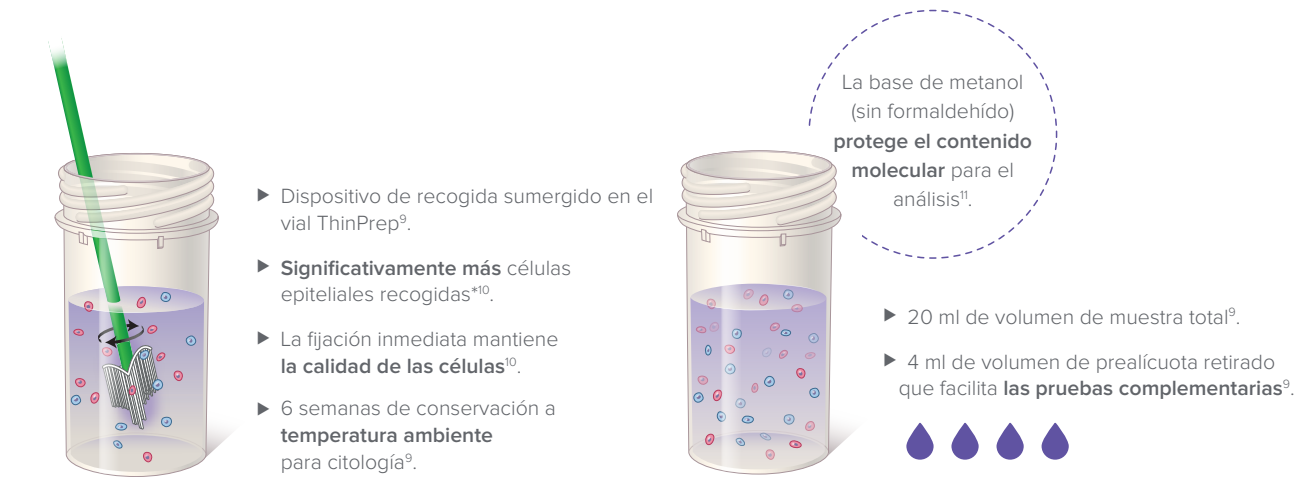 ▶ Dispositivo de recogida sumergido en el
vial ThinPrep⁹.
▶ Significativamente más células
epiteliales recogidas*¹⁰.
▶ La fijación inmediata mantiene
la calidad de las células¹⁰.
▶ 6 semanas de conservación a
temperatura ambiente
para citología⁹.
La base de metanol
(sin formaldehído)
protege el contenido
molecular para el
análisis¹¹.
▶ 20 ml de volumen de muestra total⁹.
▶ 4 ml de volumen de prealícuota retirado
que facilita las pruebas complementarias⁹.